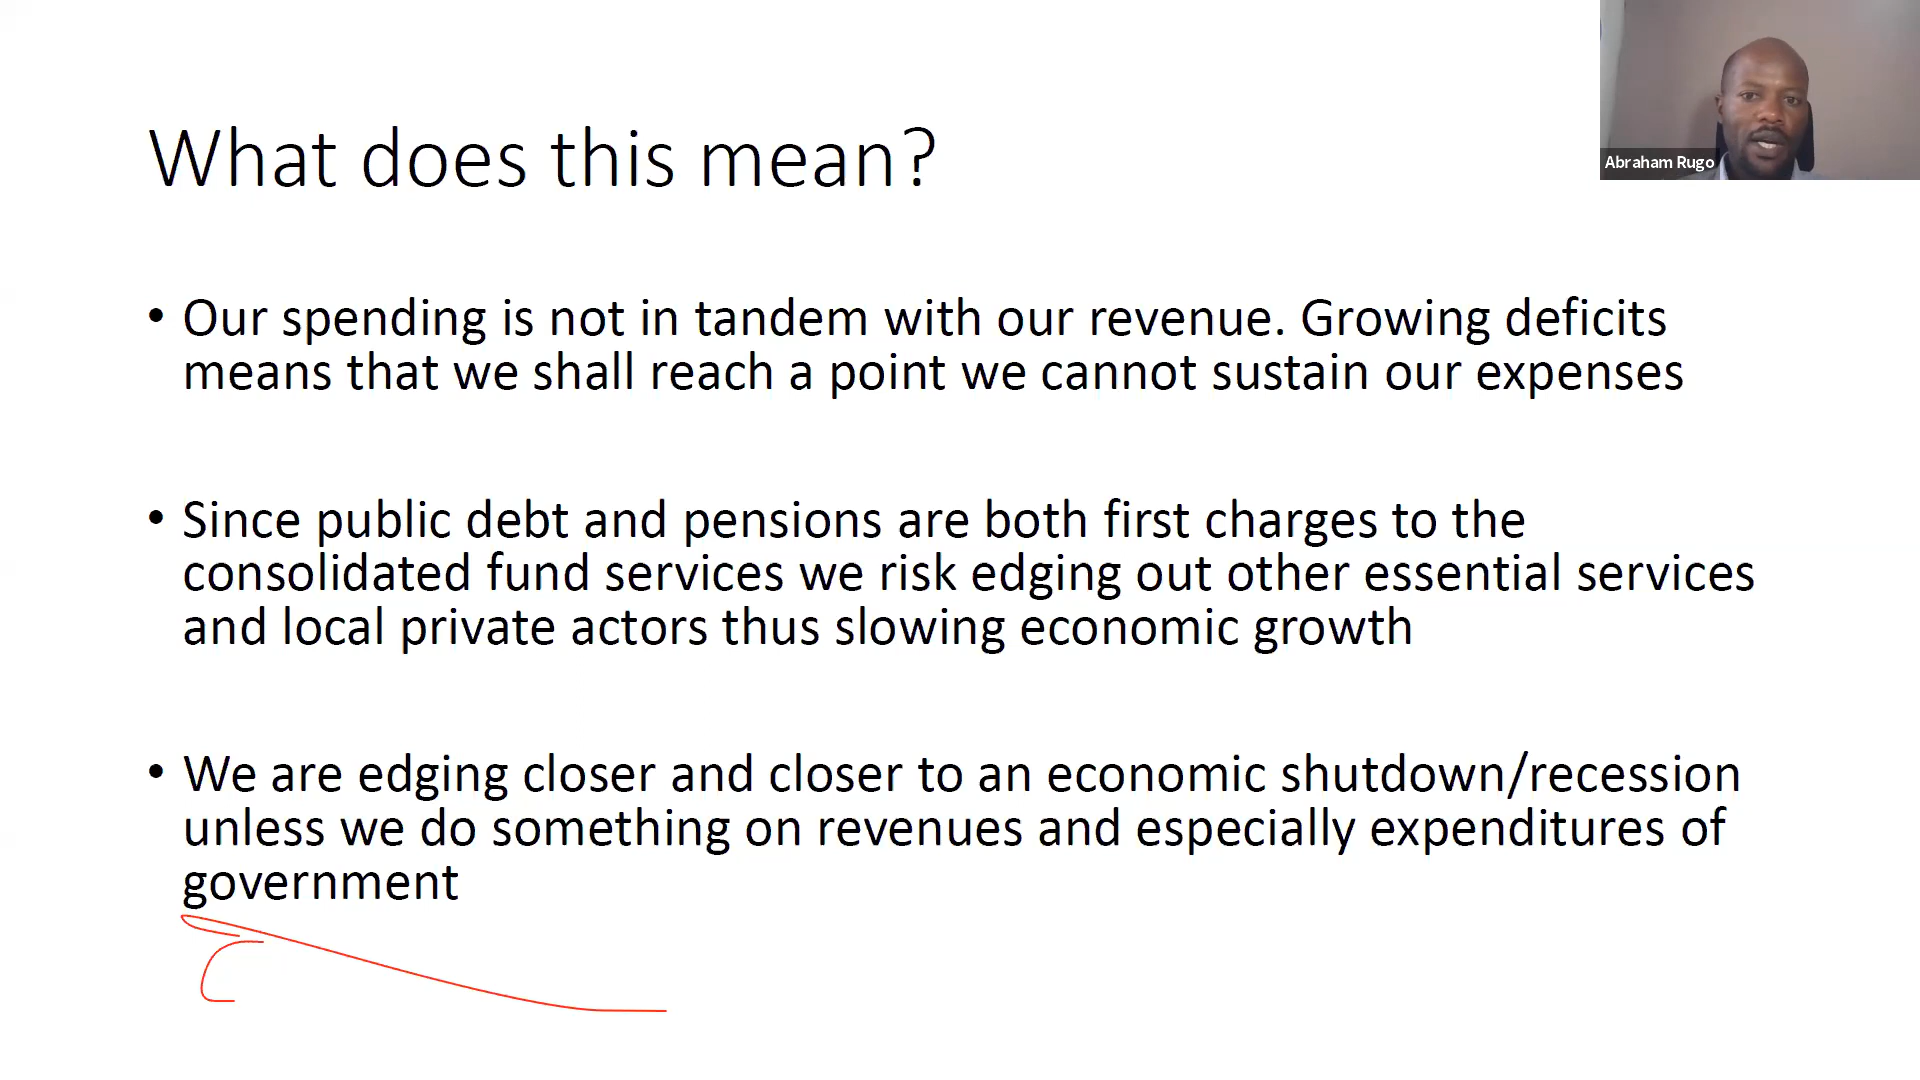 Abraham Rugo
What does this mean?
• Our spending is not in tandem with our revenue. Growing deficits
means that we shall reach a point we cannot sustain our expenses
• Since public debt and pensions are both first charges to the
consolidated fund services we risk edging out other essential services
and local private actors thus slowing economic growth
• We are edging closer and closer to an economic shutdown/recession
unless we do something on revenues and especially expenditures of
government